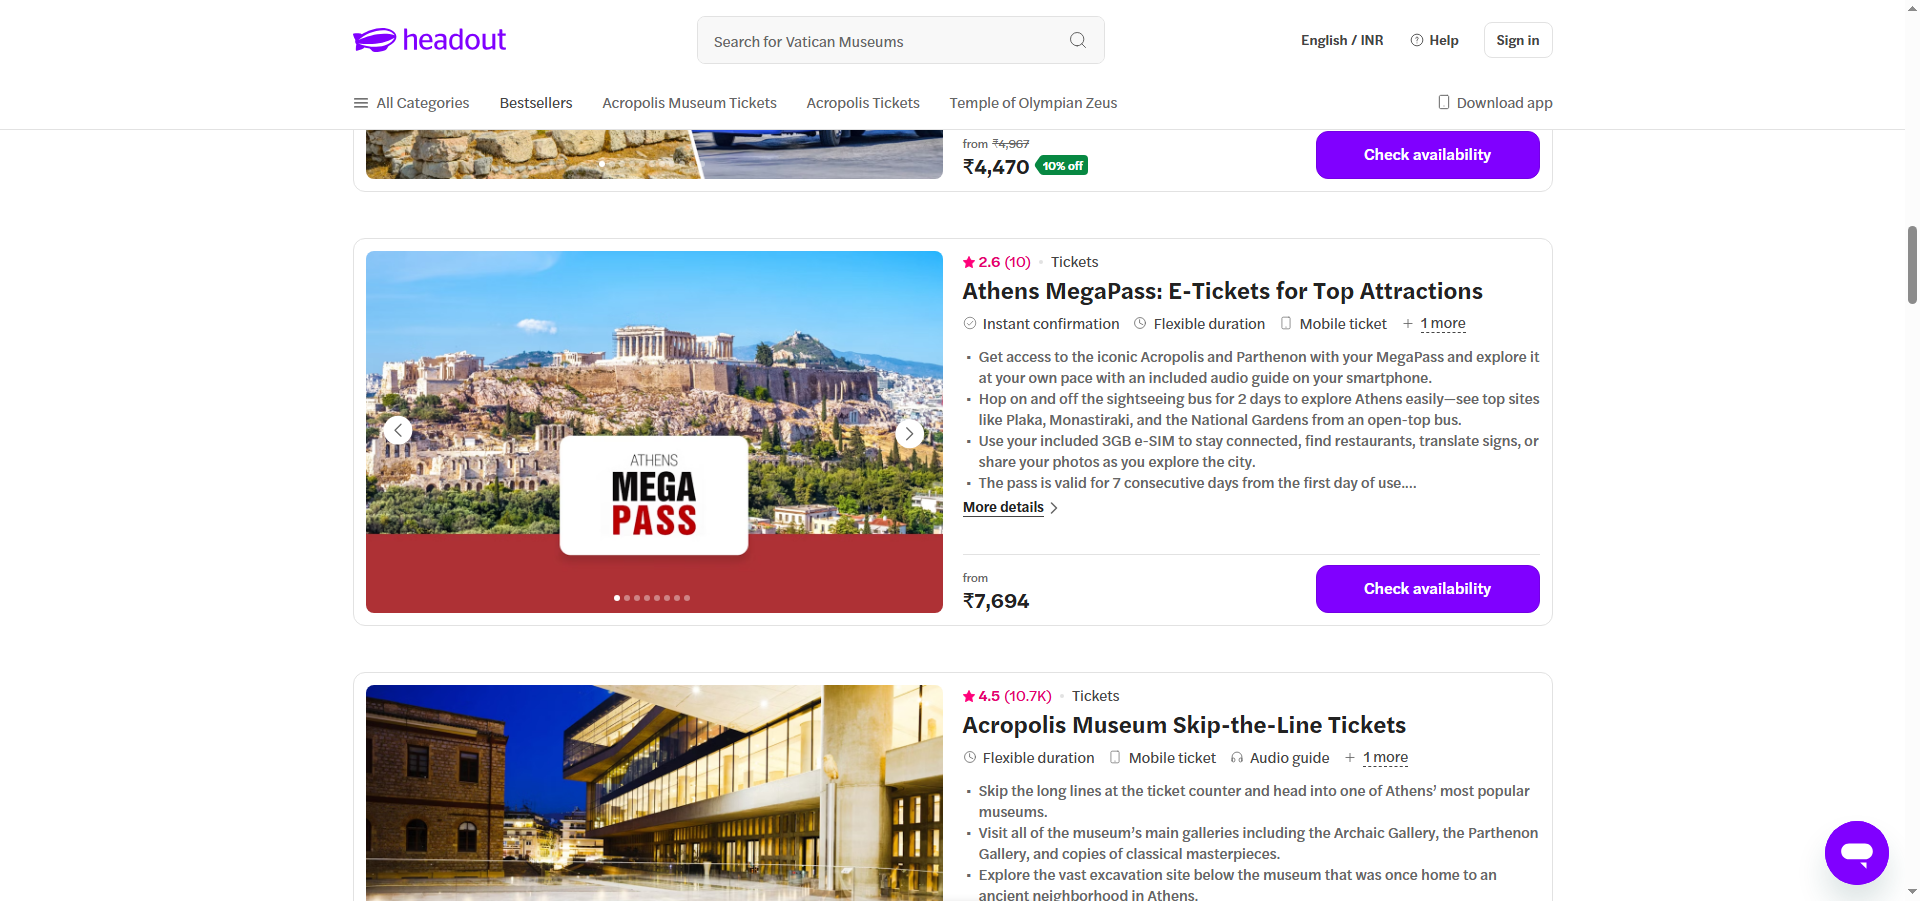 headout
Search for Vatican Museums
English / INR
Help
Sign in
All Categories
Bestsellers
Acropolis Museum Tickets
Acropolis Tickets
Temple of Olympian Zeus
Download app
from ₹4,967
₹4,470 10% off
Check availability
2.6 (10) Tickets
Athens MegaPass: E-Tickets for Top Attractions
Instant confirmation Flexible duration Mobile ticket + 1 more
• Get access to the iconic Acropolis and Parthenon with your MegaPass and explore it
at your own pace with an included audio guide on your smartphone.
• Hop on and off the sightseeing bus for 2 days to explore Athens easily—see top sites
like Plaka, Monastiraki, and the National Gardens from an open-top bus.
• Use your included 3GB e-SIM to stay connected, find restaurants, translate signs, or
share your photos as you explore the city.
• The pass is valid for 7 consecutive days from the first day of use....
More details
ATHENS
MEGA
PASS
from
₹7,694
Check availability
4.5 (10.7K) Tickets
Acropolis Museum Skip-the-Line Tickets
Flexible duration Mobile ticket Audio guide + 1 more
• Skip the long lines at the ticket counter and head into one of Athens’ most popular
museums.
• Visit all of the museum’s main galleries including the Archaic Gallery, the Parthenon
Gallery, and copies of classical masterpieces.
• Explore the vast excavation site below the museum that was once home to an
ancient neighborhood in Athens.